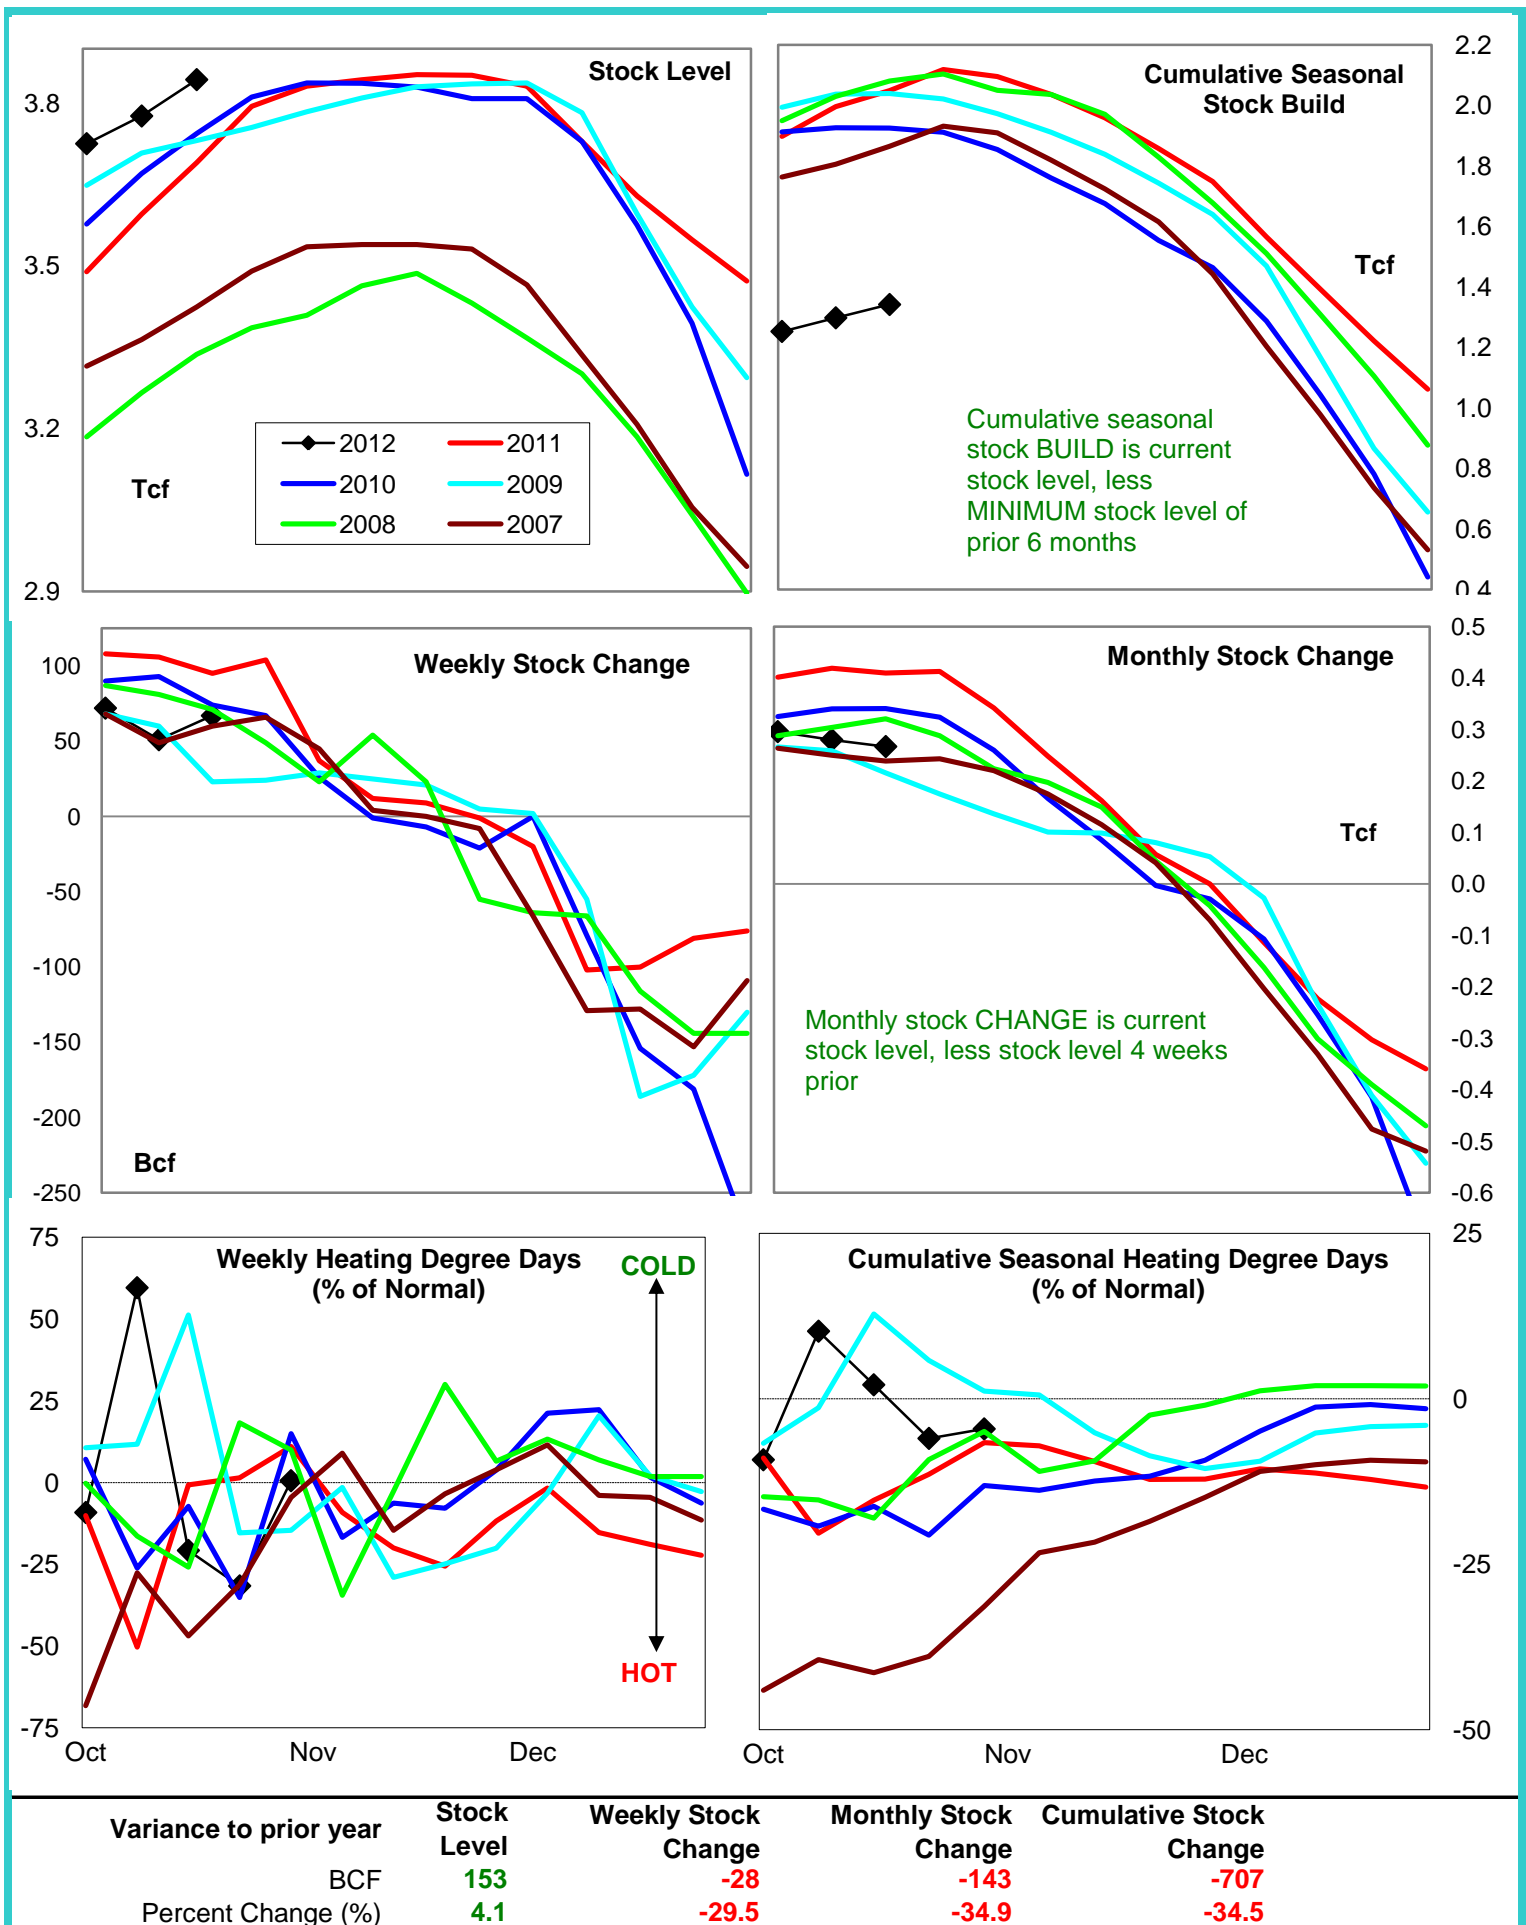 Stock Level
3.8
3.5
3.2
2.9
Tcf
2012
2011
2010
2009
2008
2007
Cumulative Seasonal
Stock Build
2.2
2.0
1.8
1.6
1.4
1.2
1.0
0.8
0.6
0.4
Tcf
Cumulative seasonal
stock BUILD is current
stock level, less
MINIMUM stock level of
prior 6 months
Weekly Stock Change
100
50
0
-50
-100
-150
-200
-250
Bcf
Monthly Stock Change
0.5
0.4
0.3
0.2
0.1
0.0
-0.1
-0.2
-0.3
-0.4
-0.5
-0.6
Tcf
Monthly stock CHANGE is current
stock level, less stock level 4 weeks
prior
Weekly Heating Degree Days
(% of Normal)
75
50
25
0
-25
-50
-75
COLD
HOT
Oct Nov Dec
Cumulative Seasonal Heating Degree Days
(% of Normal)
25
0
-25
-50
Oct Nov Dec
Variance to prior year
Stock
Level
Weekly Stock
Change
Monthly Stock
Change
Cumulative Stock
Change
BCF 153 -28 -143 -707
Percent Change (%) 4.1 -29.5 -34.9 -34.5